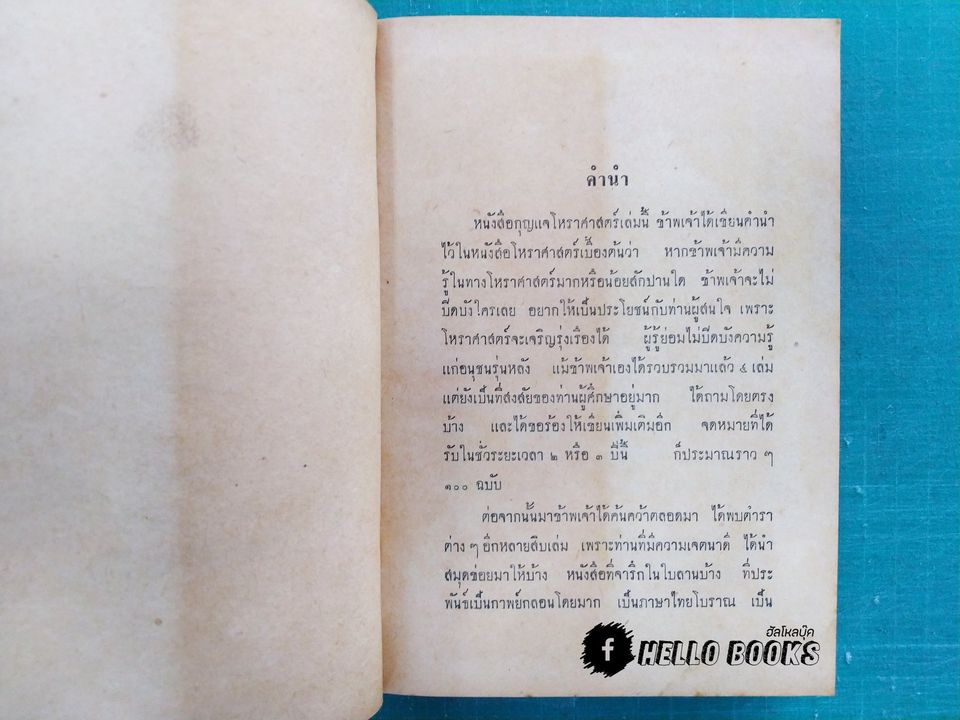 คำนำ
หนังสือกุญแจโหราศาสตร์เล่มนี้ ข้าพเจ้าได้เขียนคำนำ
ไว้ในหนังสือโหราศาสตร์เบื้องต้นว่า หากข้าพเจ้ามีความ
รู้ในทางโหราศาสตร์มากหรือน้อยสักปานใด ข้าพเจ้าจะไม่
ปิดบังใครเลย อยากให้เป็นประโยชน์กับท่านผู้สนใจ เพราะ
โหราศาสตร์จะเจริญรุ่งเรืองได้ ผู้รู้ย่อมไม่ปิดบังความรู้
แก่อนุชนรุ่นหลัง แม้ข้าพเจ้าเองได้รวบรวมมาแล้ว ๔ เล่ม
แต่ยังเป็นที่สงสัยของท่านผู้ศึกษาอยู่มาก ได้ถามโดยตรง
บ้าง และได้ขอร้องให้เขียนเพิ่มเติมอีก จดหมายที่ได้
รับในชั่วระยะเวลา ๒ หรือ ๓ ปีนี้ ก็ประมาณราว ๆ
๓๐๐ ฉบับ
ต่อจากนั้นมาข้าพเจ้าได้ค้นคว้าตลอดมา ได้พบตำรา
ต่าง ๆ อีกหลายสิบเล่ม เพราะท่านที่มีความเจตนาดี ได้นำ
สมุดข่อยมาให้บ้าง หนังสือที่จารึกในใบลานบ้าง ที่ประ
พันธ์เป็นกาพย์กลอนโดยมาก เป็นภาษาไทยโบราณ เป็น
ฮัลโหลบุ๊ค
f HELLO BOOKS